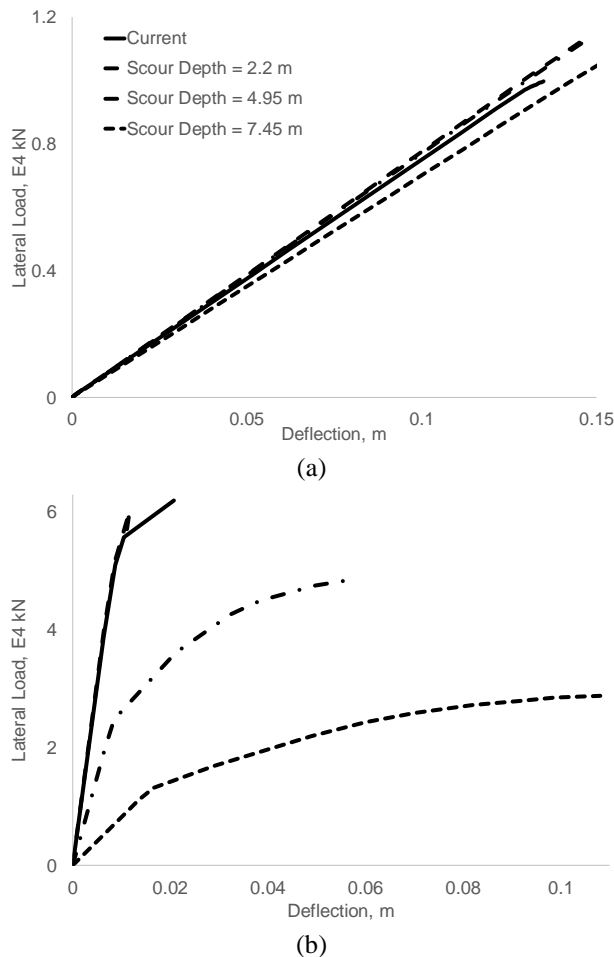 1.2
Current
Scour Depth = 2.2 m
Scour Depth = 4.95 m
Scour Depth = 7.45 m
0.8
Lateral Load, E4 kN
0.4
0
0 0.05 0.1 0.15
Deflection, m
(a)
6
Lateral Load, E4 kN
4
2
0
0 0.02 0.04 0.06 0.08 0.1
Deflection, m
(b)